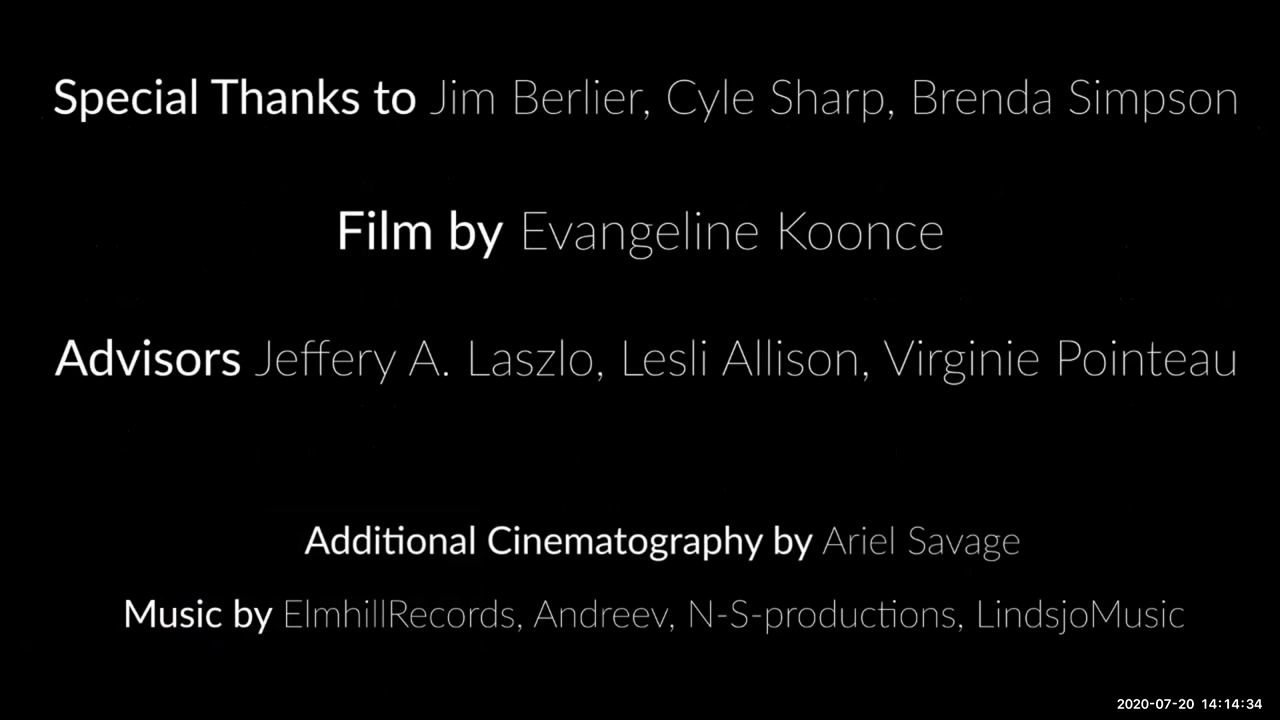 Special Thanks to Jim Berlier, Cyle Sharp, Brenda Simpson
Film by Evangeline Koonce
Advisors Jeffery A. Laszlo, Lesli Allison, Virginie Pointeau
Additional Cinematography by Ariel Savage
Music by ElmhillRecords, Andreev, N-S-productions, LindsjoMusic
2020-07-20 14:14:34